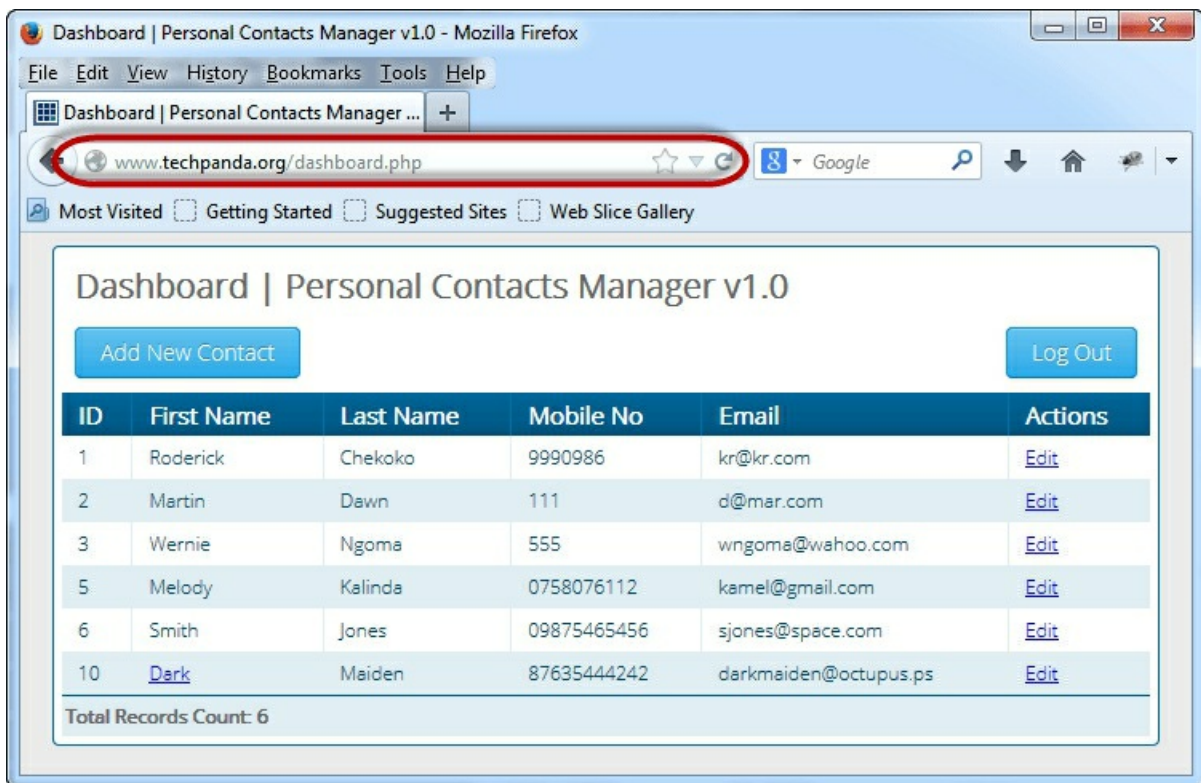 Dashboard | Personal Contacts Manager v1.0 - Mozilla Firefox
File Edit View History Bookmarks Tools Help
Dashboard | Personal Contacts Manager ... +
www.techpanda.org/dashboard.php 8 Google
Most Visited Getting Started Suggested Sites Web Slice Gallery
Dashboard | Personal Contacts Manager v1.0
Add New Contact Log Out
ID First Name Last Name Mobile No Email Actions
1 Roderick Chekoko 9990986 kr@kr.com Edit
2 Martin Dawn 111 d@mar.com Edit
3 Wernie Ngoma 555 wngoma@wahoo.com Edit
5 Melody Kalinda 0758076112 kamel@gmail.com Edit
6 Smith Jones 09875465456 sjones@space.com Edit
10 Dark Maiden 87635444242 darkmaiden@octupus.ps Edit
Total Records Count: 6